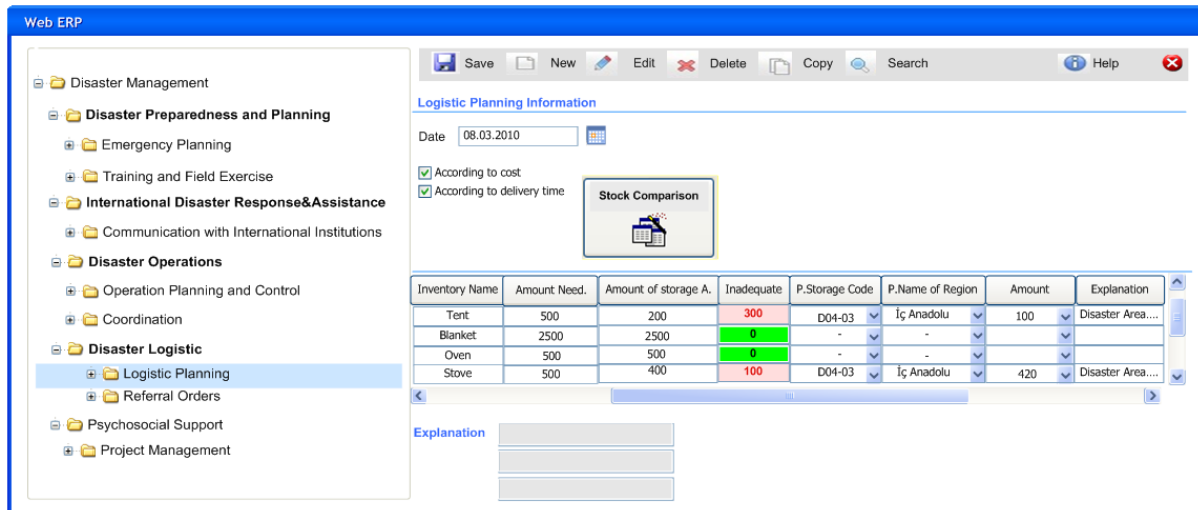 Web ERP
Disaster Management
Disaster Preparedness and Planning
Emergency Planning
Training and Field Exercise
International Disaster Response&Assistance
Communication with International Institutions
Disaster Operations
Operation Planning and Control
Coordination
Disaster Logistic
Logistic Planning
Referral Orders
Psychosocial Support
Project Management
Save New Edit Delete Copy Search Help
Logistic Planning Information
Date 08.03.2010
According to cost
According to delivery time
Stock Comparison
Inventory Name Amount Need. Amount of storage A. Inadequate P.Storage Code P.Name of Region Amount Explanation
Tent 500 200 300 D04-03 İç Anadolu 100 Disaster Area....
Blanket 2500 2500 0 - -
Oven 500 500 0 - -
Stove 500 400 100 D04-03 İç Anadolu 420 Disaster Area....
Explanation